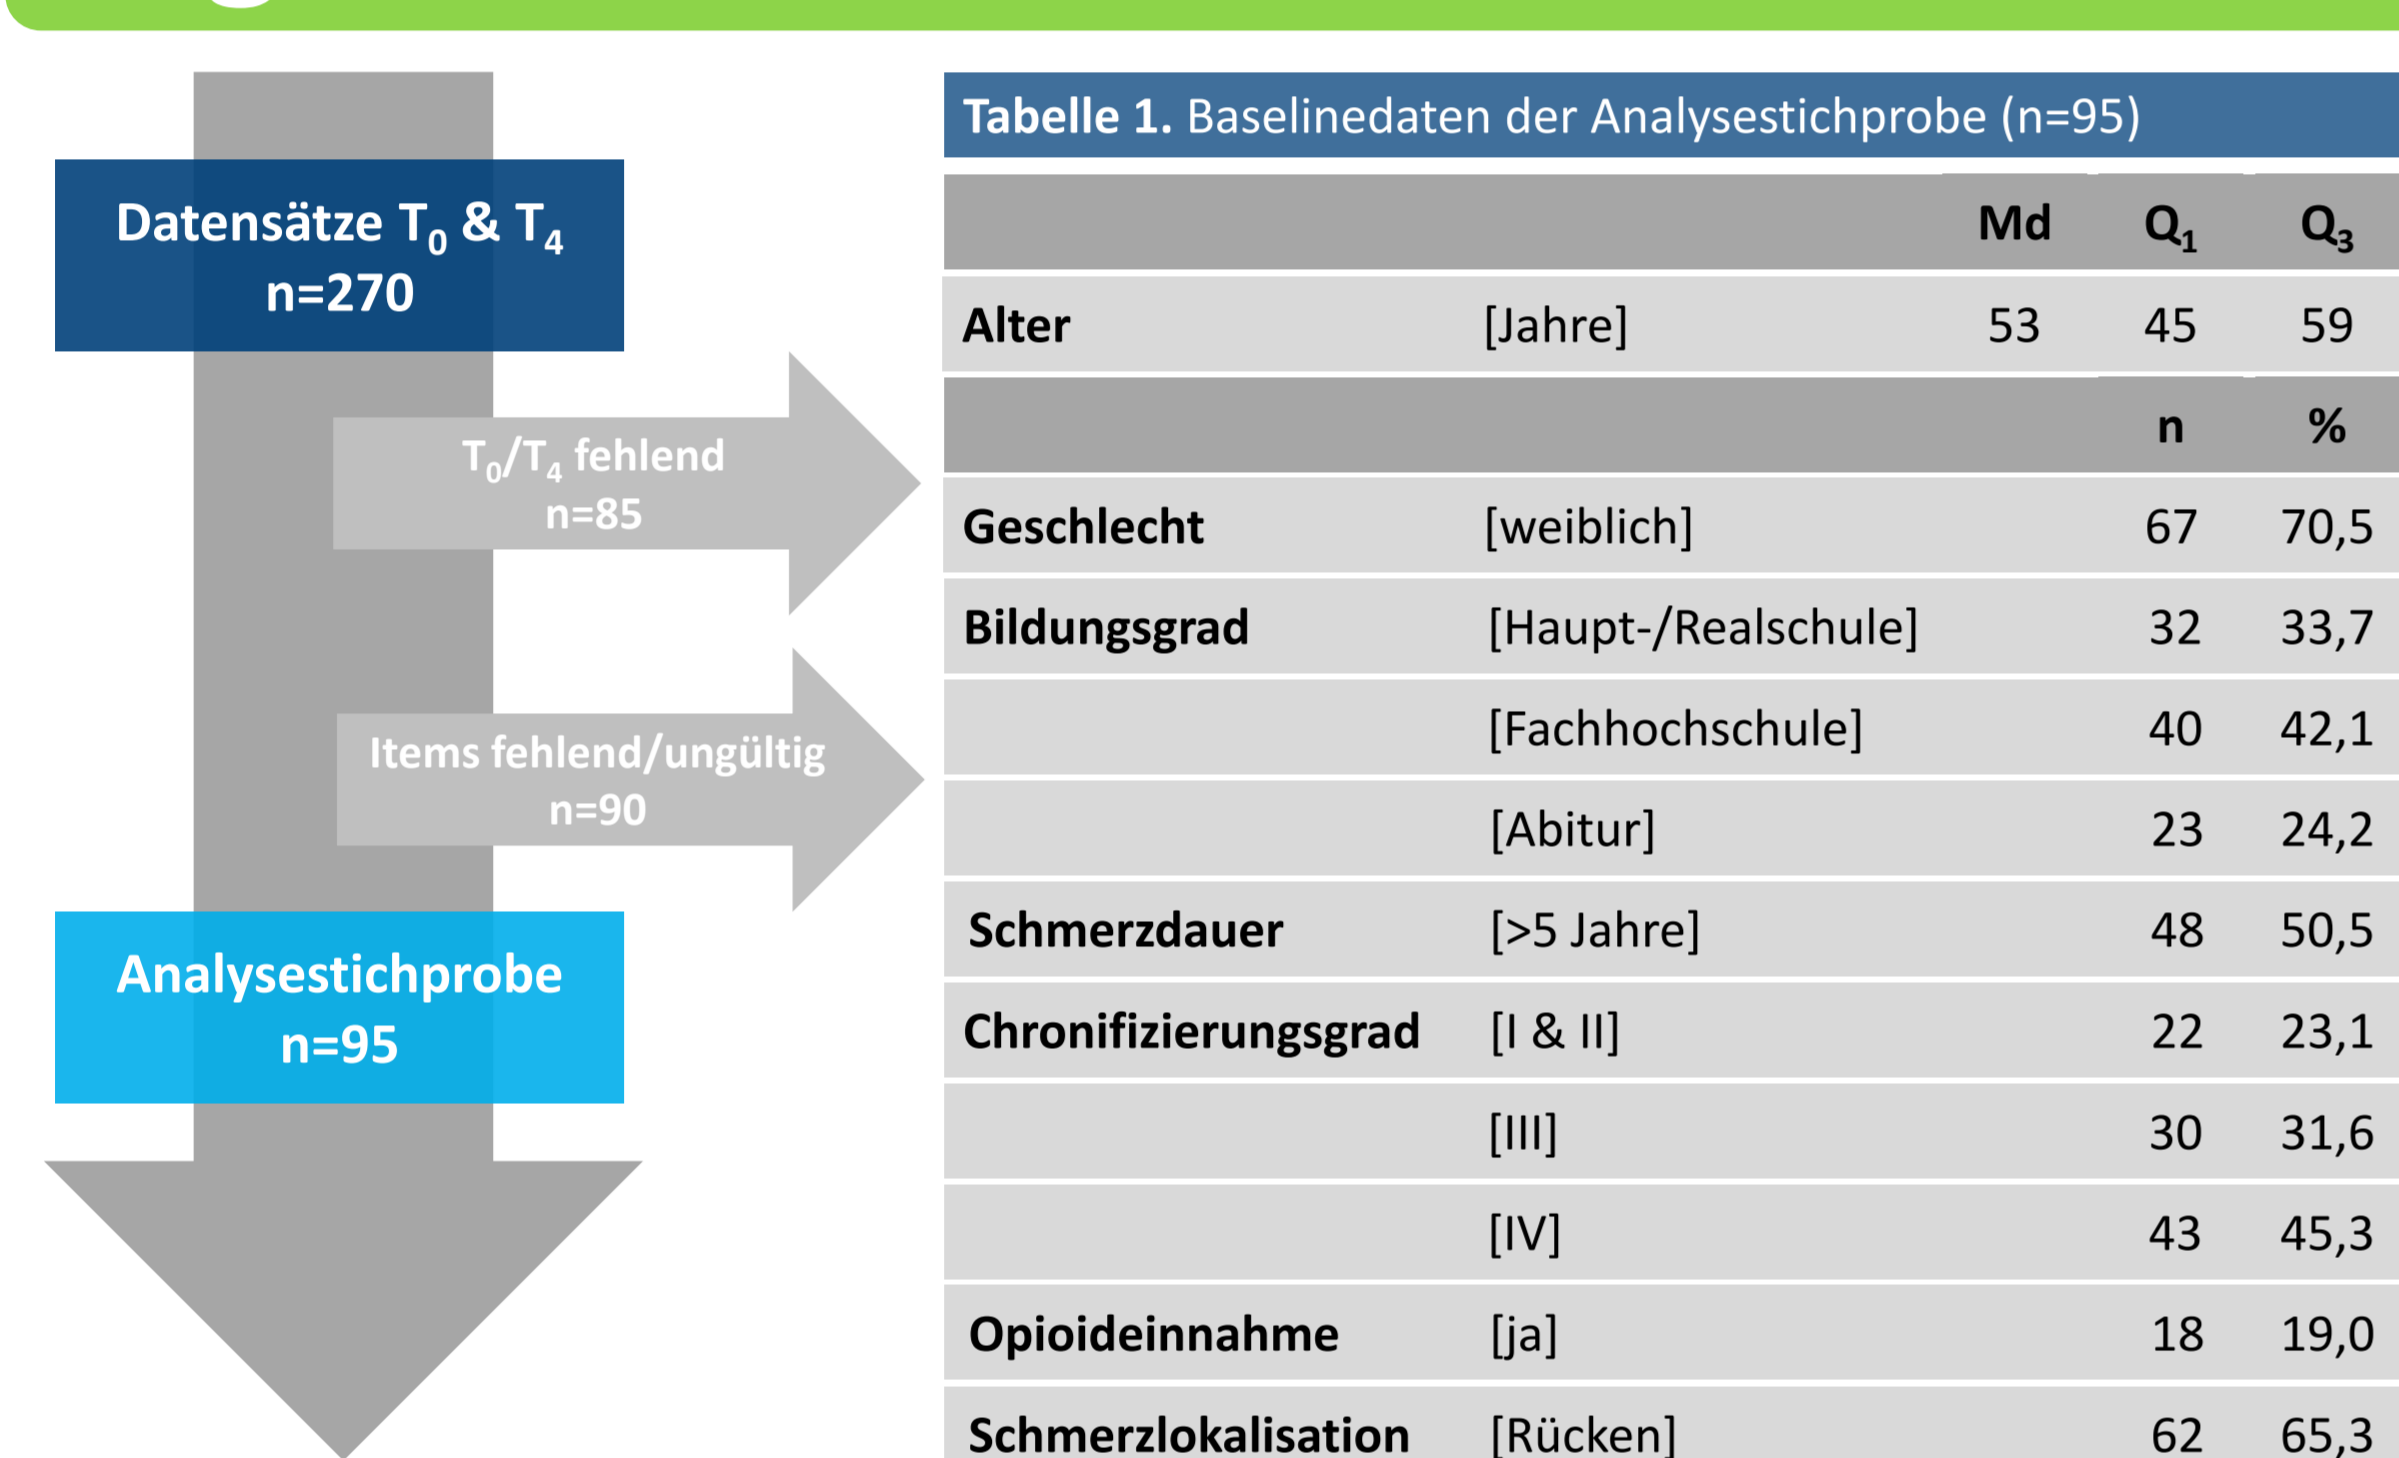 Datensätze T₀ & T₄
n=270
T₀/T₄ fehlend
n=85
Items fehlend/ungültig
n=90
Analysestichprobe
n=95
Tabelle 1. Baselinedaten der Analysestichprobe (n=95)
Md Q₁ Q₃
Alter [Jahre] 53 45 59
n %
Geschlecht [weiblich] 67 70,5
Bildungsgrad [Haupt-/Realschule] 32 33,7
[Fachhochschule] 40 42,1
[Abitur] 23 24,2
Schmerzdauer [>5 Jahre] 48 50,5
Chronifizierungsgrad [I & II] 22 23,1
[III] 30 31,6
[IV] 43 45,3
Opioideinnahme [ja] 18 19,0
Schmerzlokalisation [Rücken] 62 65,3